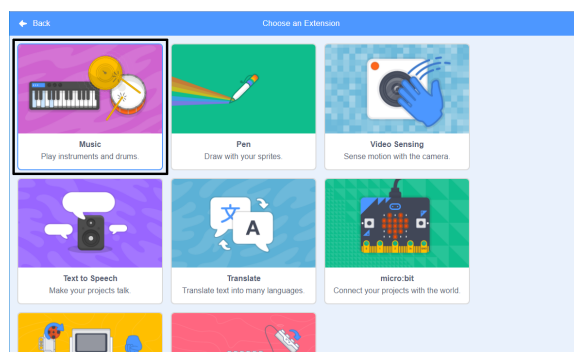 Back
Choose an Extension
Music
Play instruments and drums.
Pen
Draw with your sprites.
Video Sensing
Sense motion with the camera.
文
A
Text to Speech
Make your projects talk.
Translate
Translate text into many languages.
micro:bit
Connect your projects with the world.